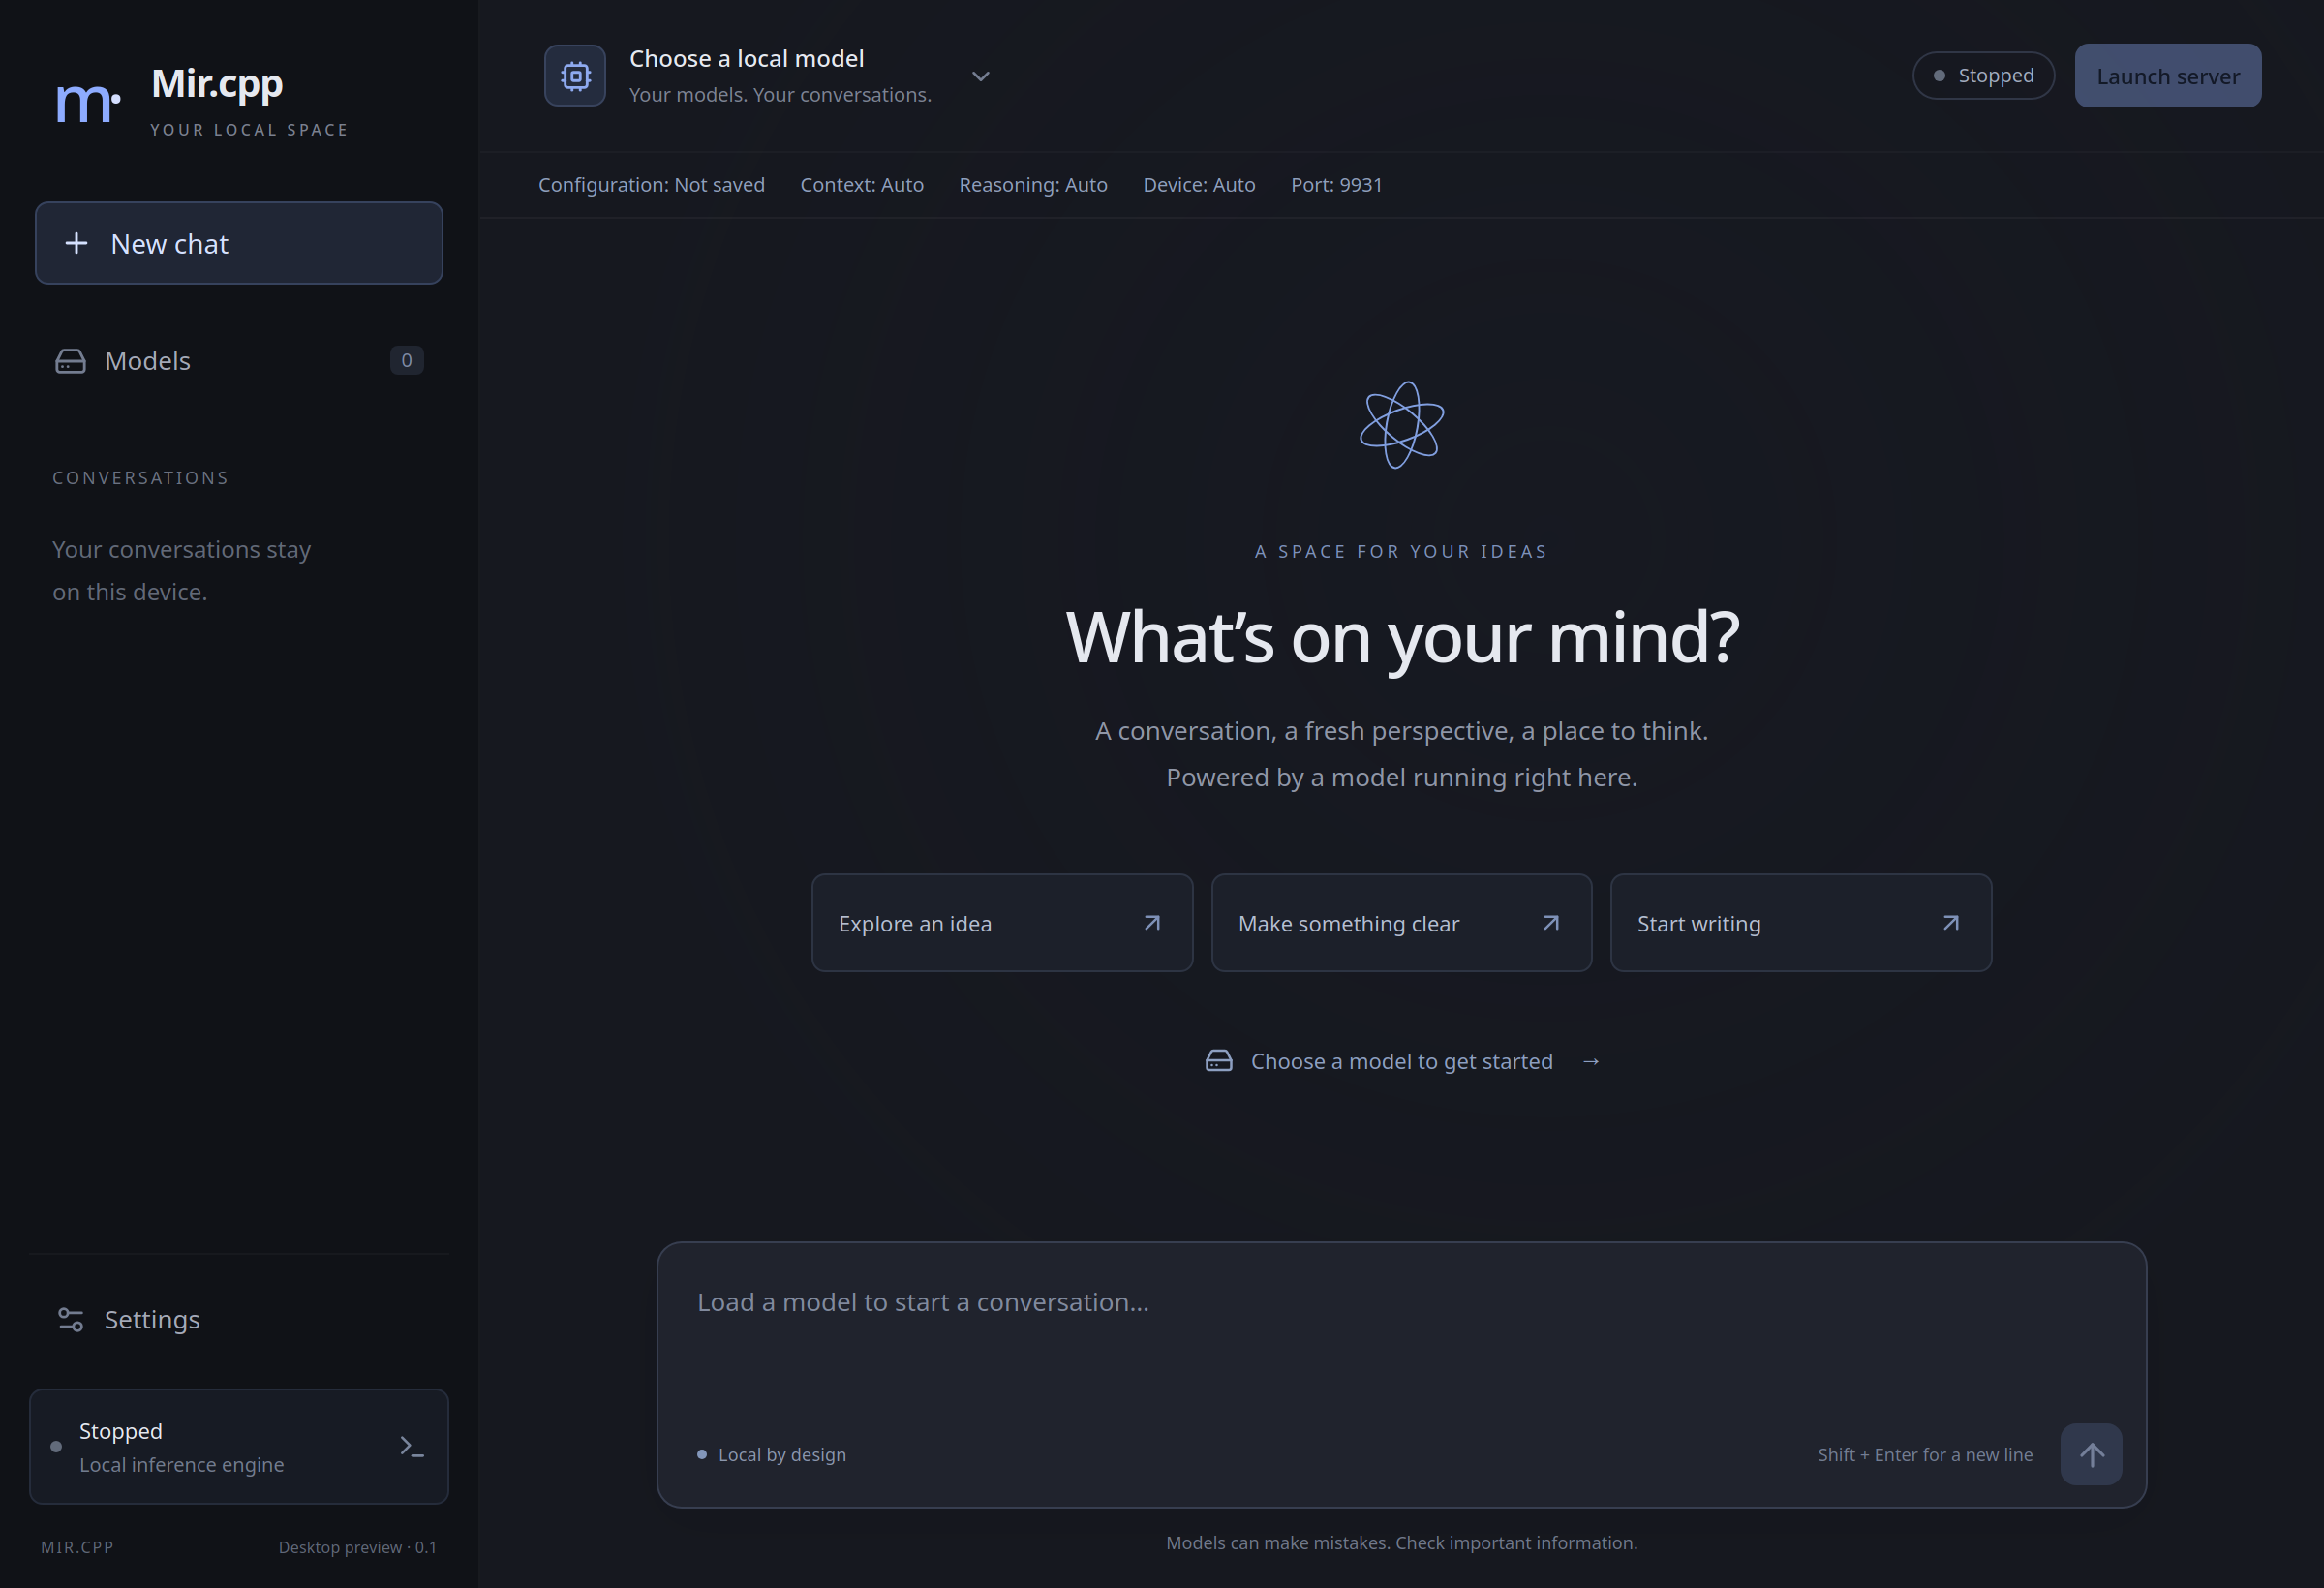 m·
Mir.cpp
YOUR LOCAL SPACE
New chat
Models
0
CONVERSATIONS
Your conversations stay
on this device.
Settings
Stopped
Local inference engine
MIR.CPP
Desktop preview · 0.1
Choose a local model
Your models. Your conversations.
Stopped
Launch server
Configuration: Not saved
Context: Auto
Reasoning: Auto
Device: Auto
Port: 9931
A SPACE FOR YOUR IDEAS
What’s on your mind?
A conversation, a fresh perspective, a place to think.
Powered by a model running right here.
Explore an idea
Make something clear
Start writing
Choose a model to get started →
Load a model to start a conversation…
Local by design
Shift + Enter for a new line
Models can make mistakes. Check important information.